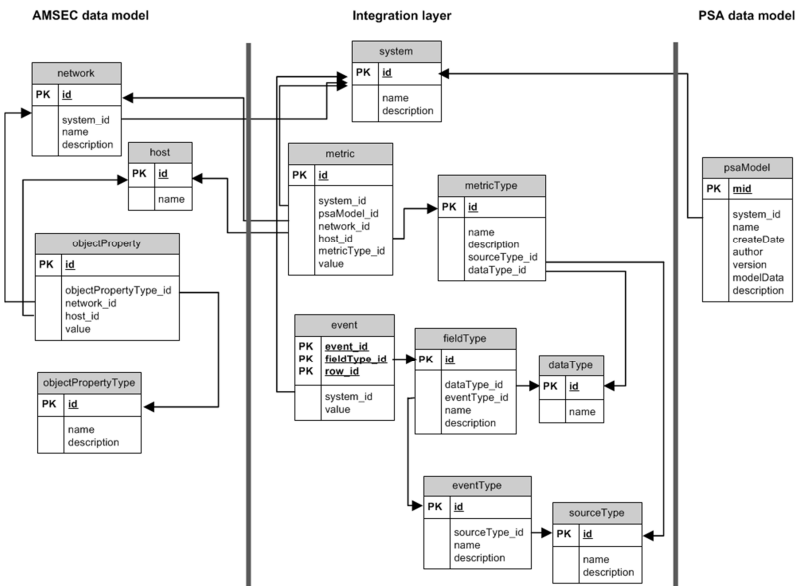 AMSEC data model
Integration layer
PSA data model
network
PK id
system_id
name
description
host
PK id
name
objectProperty
PK id
objectPropertyType_id
network_id
host_id
value
objectPropertyType
PK id
name
description
system
PK id
name
description
metric
PK id
system_id
psaModel_id
network_id
host_id
metricType_id
value
metricType
PK id
name
description
sourceType_id
dataType_id
event
PK event_id
PK fieldType_id
PK row_id
system_id
value
fieldType
PK id
dataType_id
eventType_id
name
description
dataType
PK id
name
eventType
PK id
sourceType_id
name
description
sourceType
PK id
name
description
psaModel
PK mid
system_id
name
createDate
author
version
modelData
description